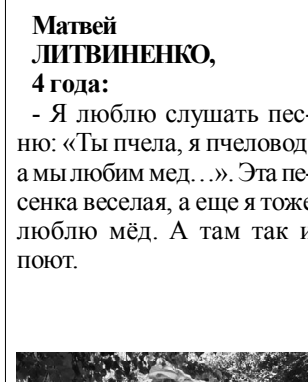 Матвей
ЛИТВИНЕНКО,
4 года:
- Я люблю слушать пес-
ню: «Ты пчела, я пчеловод,
а мы любим мед…». Эта пе-
сенка веселая, а еще я тоже
люблю мёд. А там так и
поют.